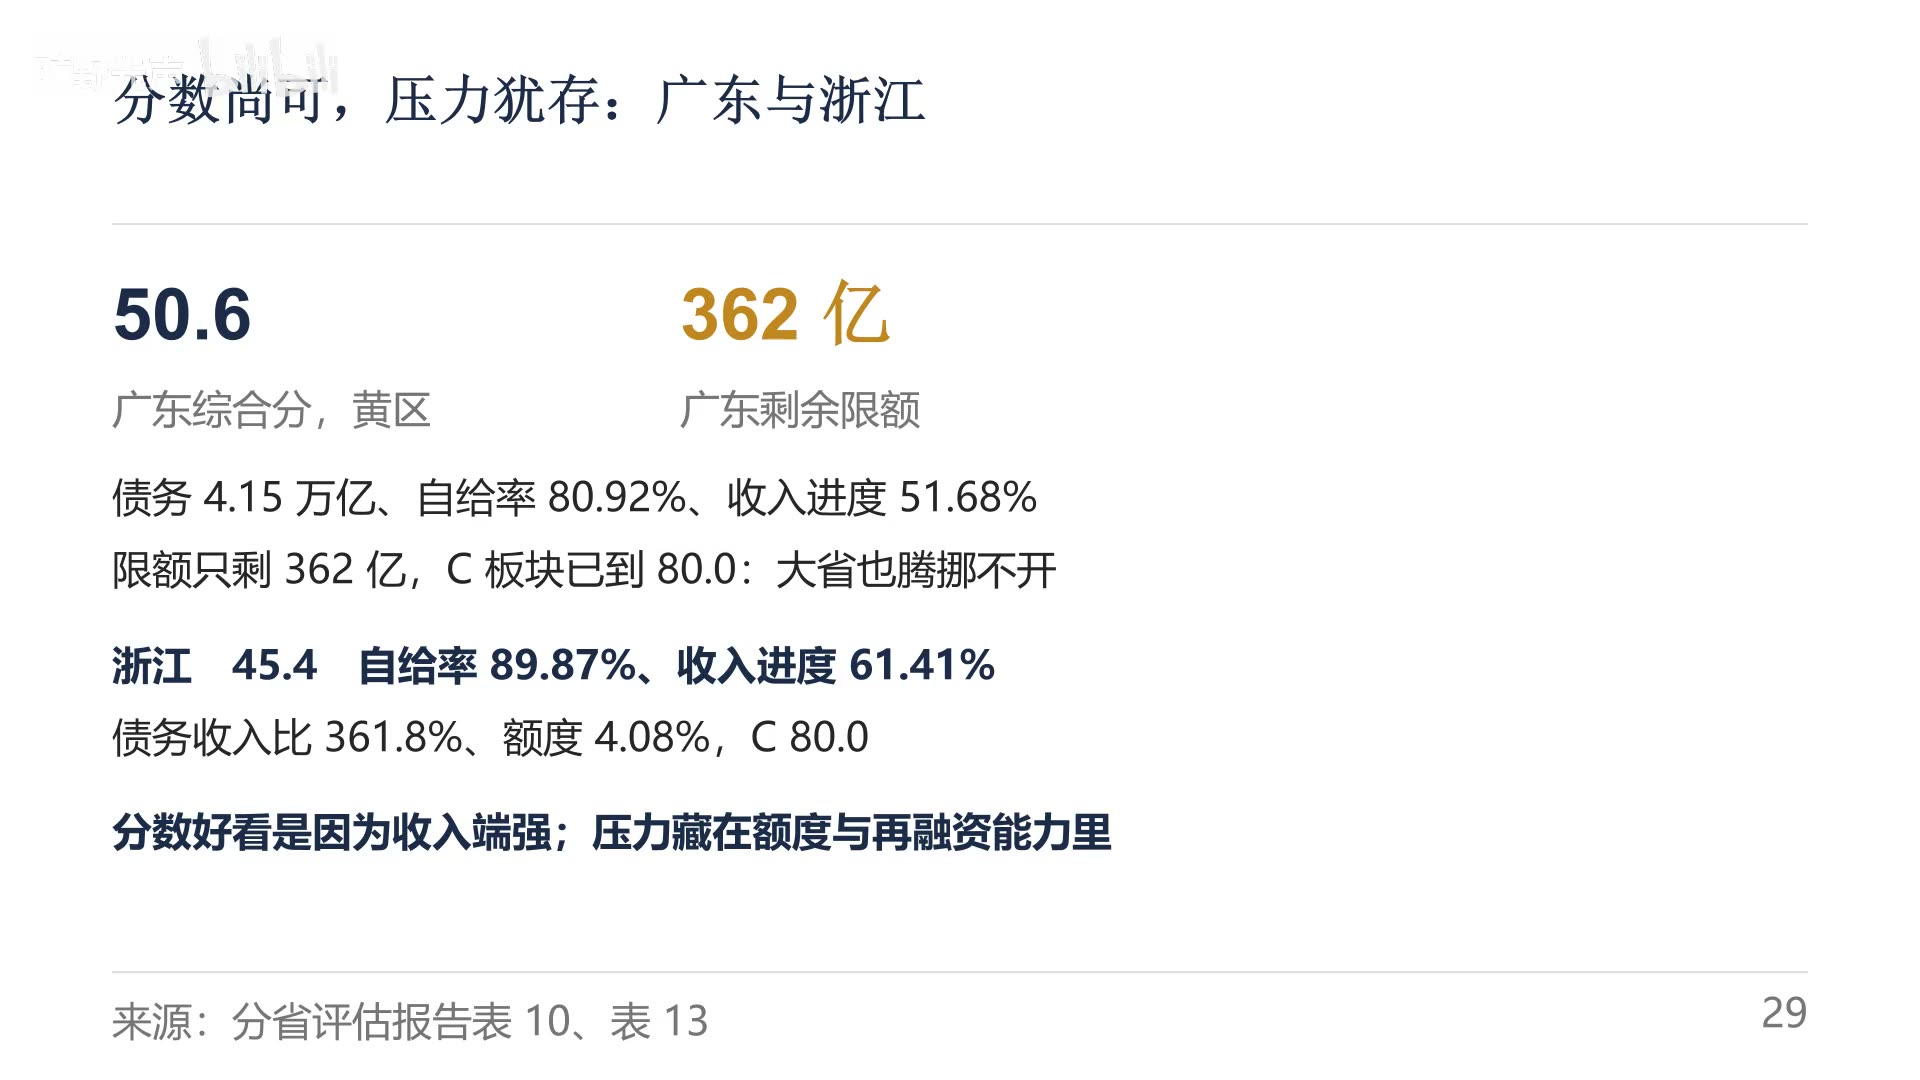 分数尚可，压力犹存：广东与浙江
50.6
362 亿
广东综合分，黄区
广东剩余限额
债务 4.15 万亿、自给率 80.92%、收入进度 51.68%
限额只剩 362 亿，C 板块已到 80.0：大省也腾挪不开
浙江 45.4 自给率 89.87%、收入进度 61.41%
债务收入比 361.8%、额度 4.08%，C 80.0
分数好看是因为收入端强；压力藏在额度与再融资能力里
来源：分省评估报告表 10、表 13
29